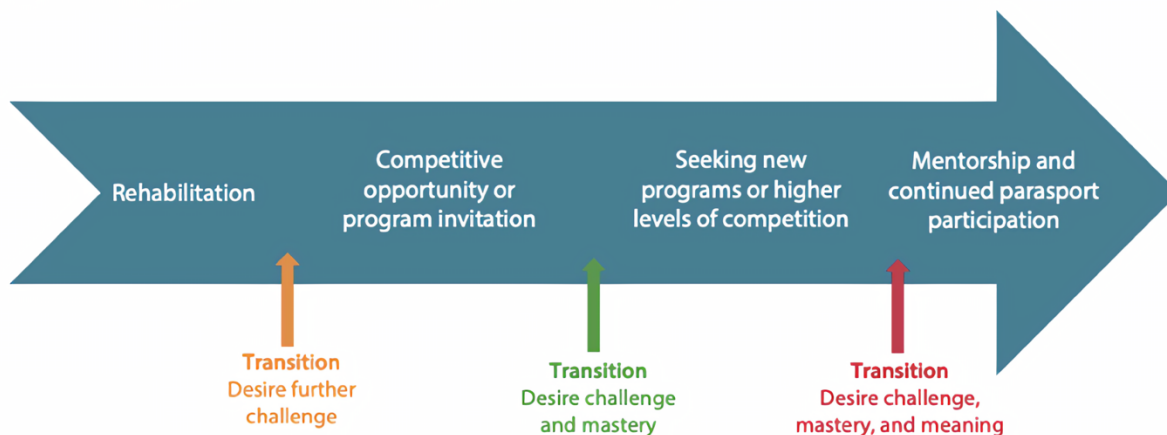 Rehabilitation
Competitive
opportunity or
program invitation
Seeking new
programs or higher
levels of competition
Mentorship and
continued parasport
participation
Transition
Desire further
challenge
Transition
Desire challenge
and mastery
Transition
Desire challenge,
mastery, and meaning